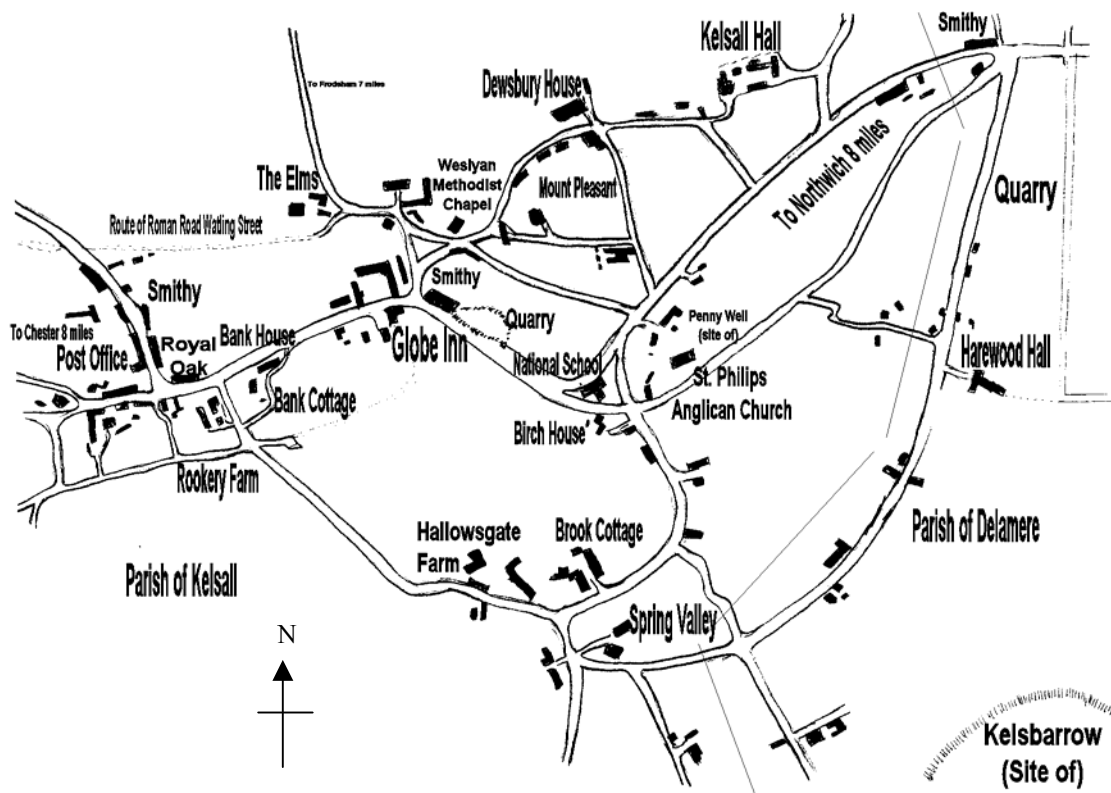 Smithy
Kelsall Hall
To Frodsham 7 miles
Dewsbury House
Weslyan
Methodist
Chapel
The Elms
Mount Pleasant
To Northwich 8 miles
Quarry
Route of Roman Road Watling Street
Smithy
Smithy
To Chester 8 miles
Post Office
Royal
Oak
Bank House
Globe Inn
Quarry
Penny Well
(site of)
National School
Harewood Hall
St. Philips
Anglican Church
Bank Cottage
Birch House
Rookery Farm
Hallowsgate
Farm
Brook Cottage
Parish of Delamere
Parish of Kelsall
Spring Valley
N
Kelsbarrow
(Site of)